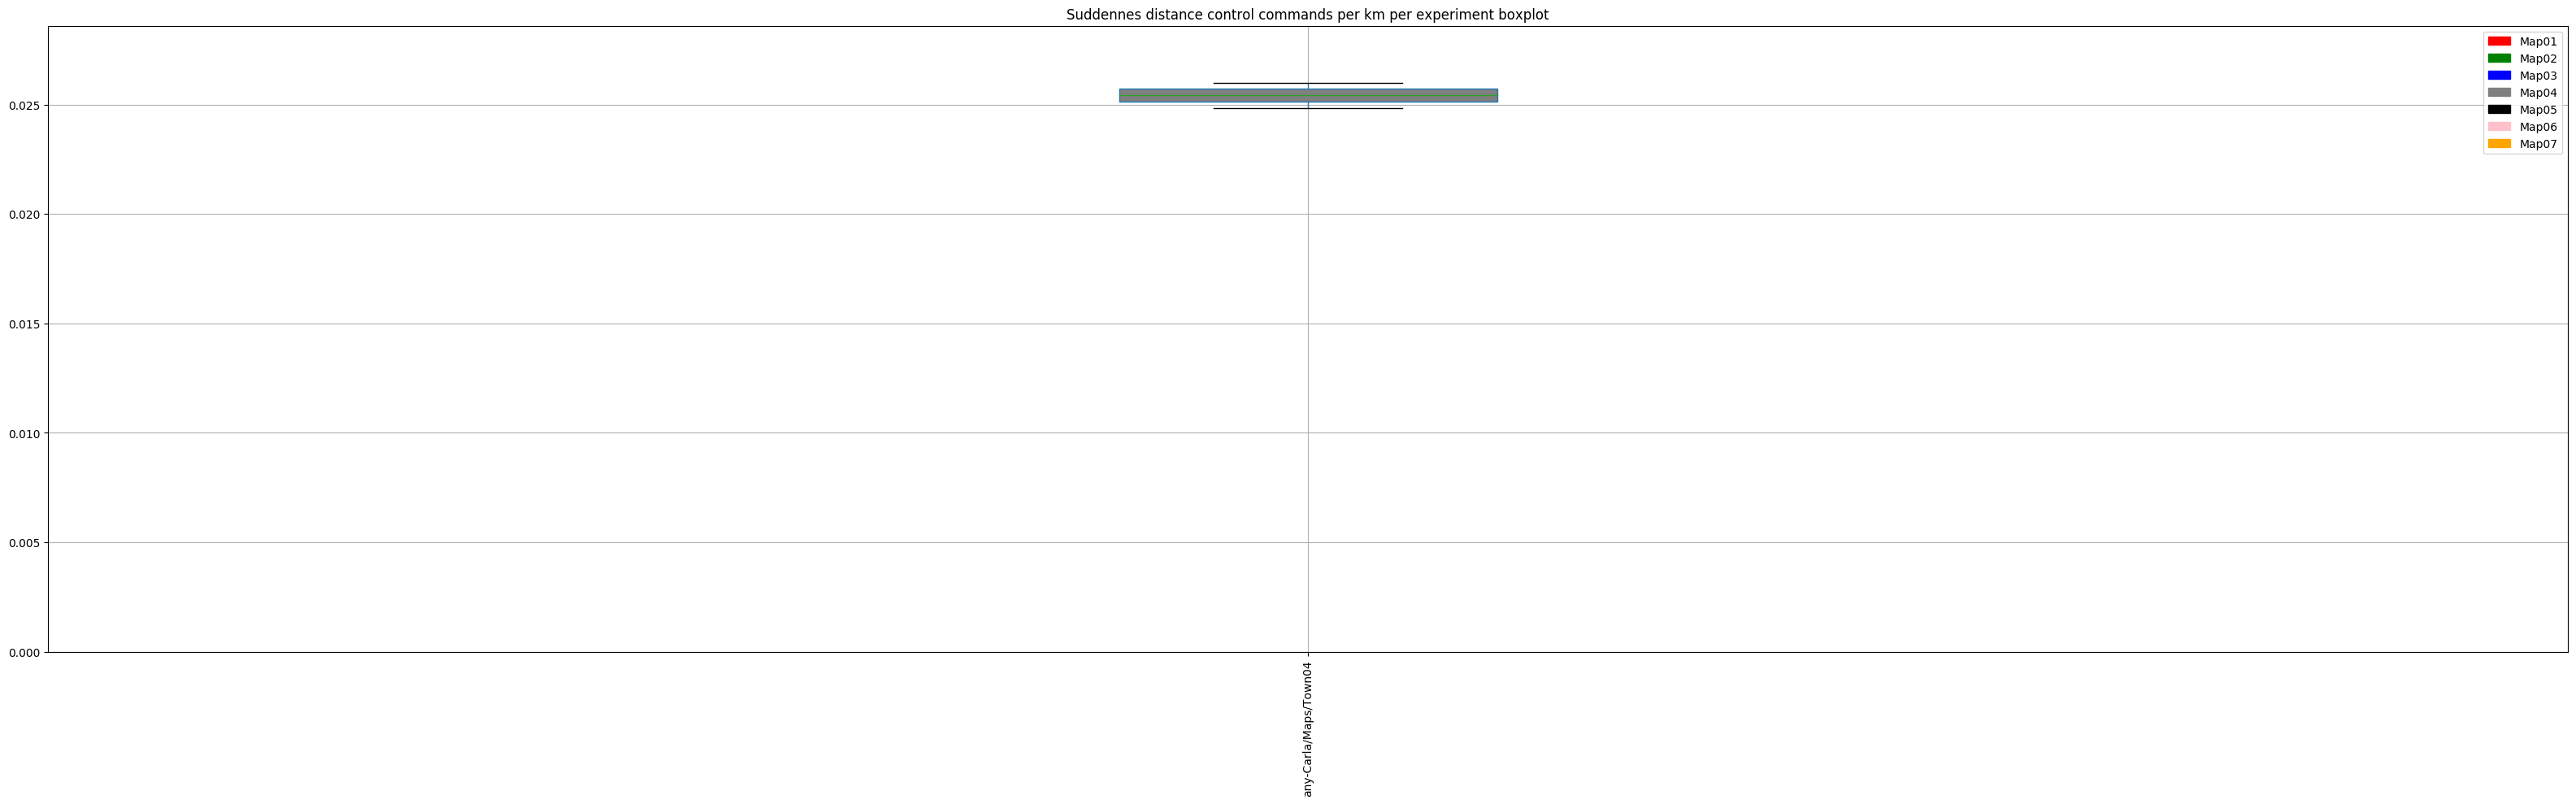 Suddennes distance control commands per km per experiment boxplot
Map01
Map02
Map03
Map04
Map05
Map06
Map07
0.025
0.020
0.015
0.010
0.005
0.000
any-Carla/Maps/Town04